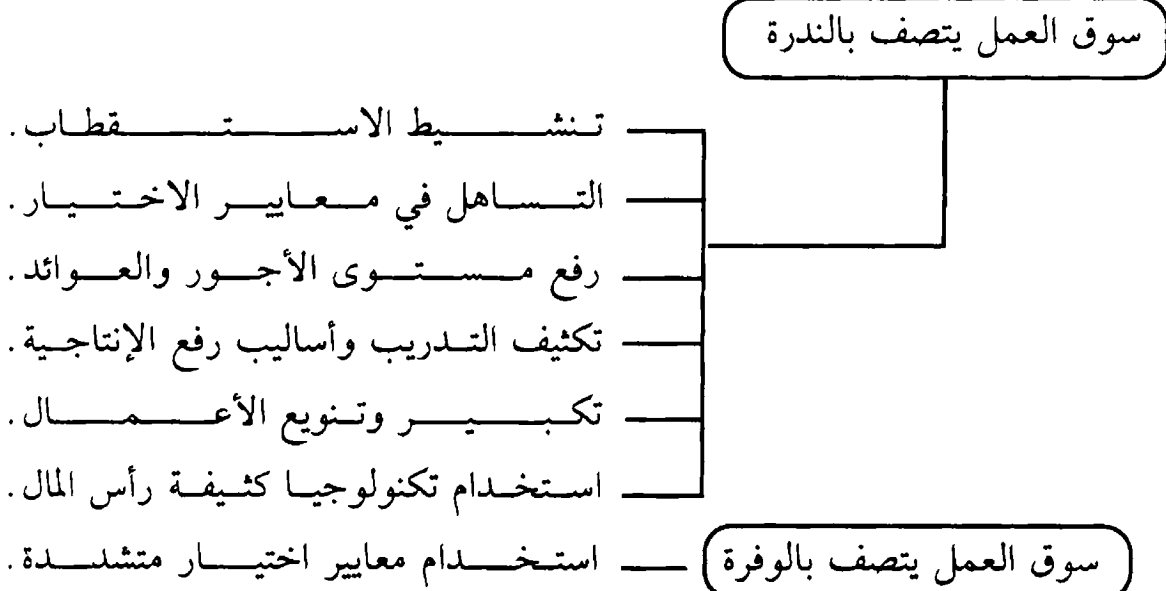 سوق العمل يتصف بالندرة
تنشيط الاستقطاب.
التساهل في معايير الاختيار.
رفع مستوى الأجور والعوائد.
تكثيف التدريب وأساليب رفع الإنتاجية.
تكبير وتنويع الأعمال.
استخدام تكنولوجيا كثيفة رأس المال.
سوق العمل يتصف بالوفرة
استخدام معايير اختيار متشددة.